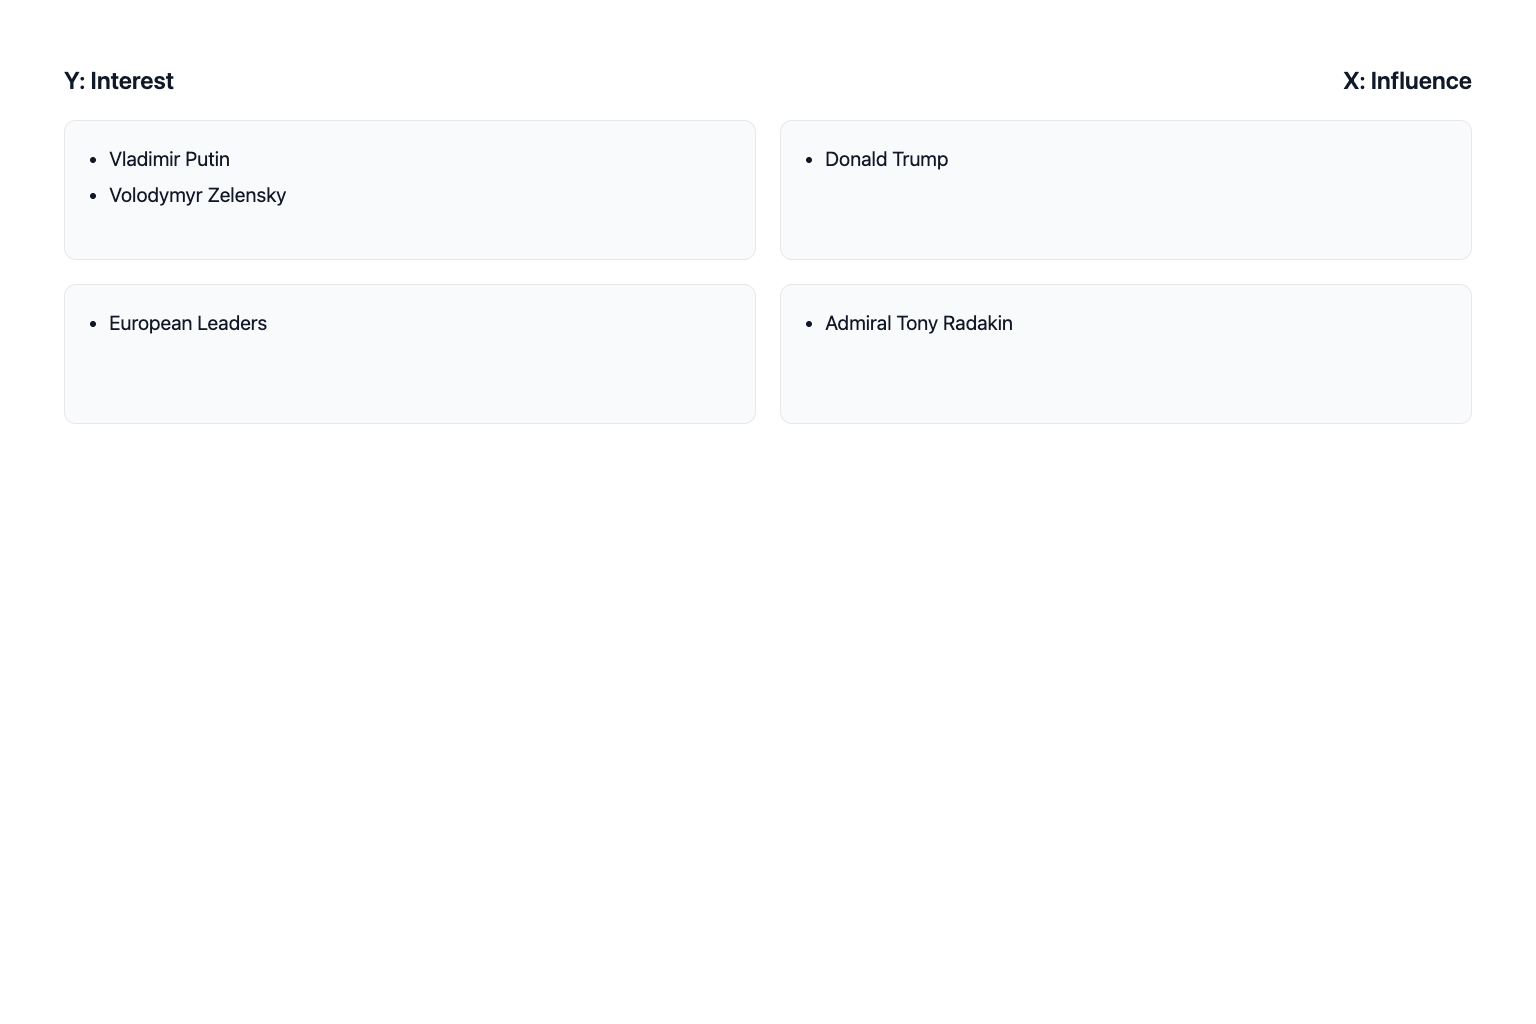 Y: Interest
X: Influence
• Vladimir Putin
• Volodymyr Zelensky
• Donald Trump
• European Leaders
• Admiral Tony Radakin